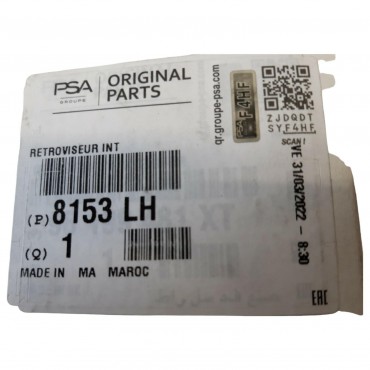 PSA
GROUPE
ORIGINAL
PARTS
RETROVISEUR INT
(P) 8153 LH
(Q) 1
MADE IN MA MAROC
qr.groupe-psa.com
F4HF
ZJDQDT
SYF4HF
SCAN!
VE 31/03/2022 - 8:30
EAC